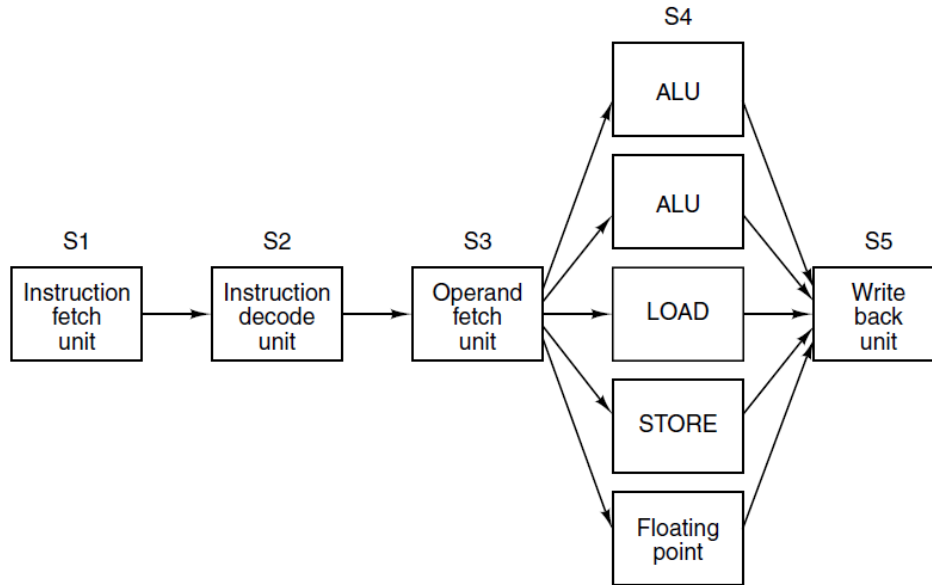 S4
ALU
ALU
S1
S2
S3
S5
Instruction
fetch
unit
Instruction
decode
unit
Operand
fetch
unit
LOAD
Write
back
unit
STORE
Floating
point